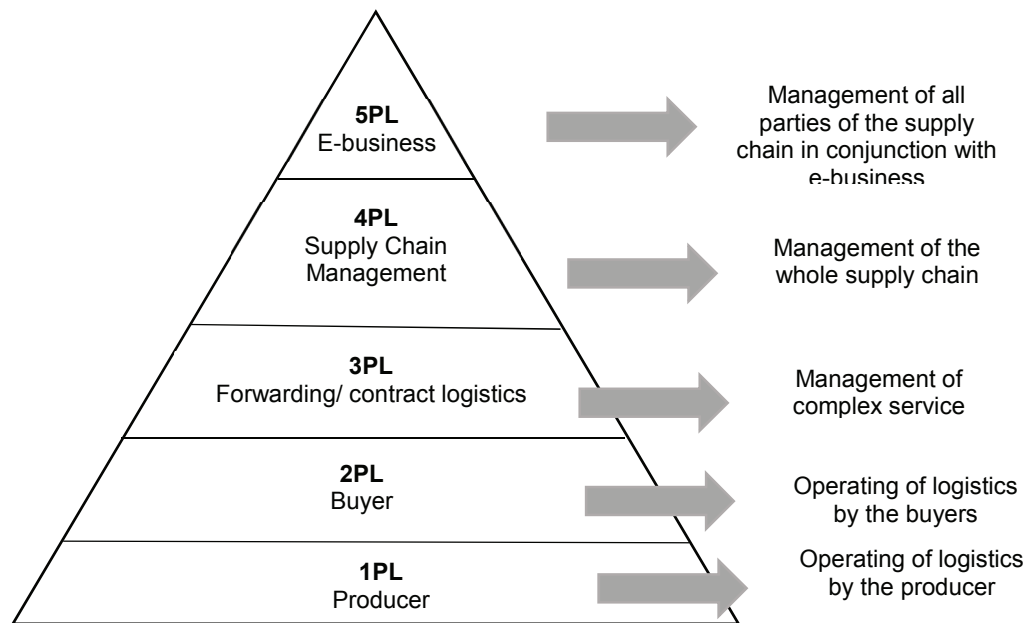 5PL
E-business
Management of all
parties of the supply
chain in conjunction with
e-business
4PL
Supply Chain
Management
Management of the
whole supply chain
3PL
Forwarding/ contract logistics
Management of
complex service
2PL
Buyer
Operating of logistics
by the buyers
1PL
Producer
Operating of logistics
by the producer